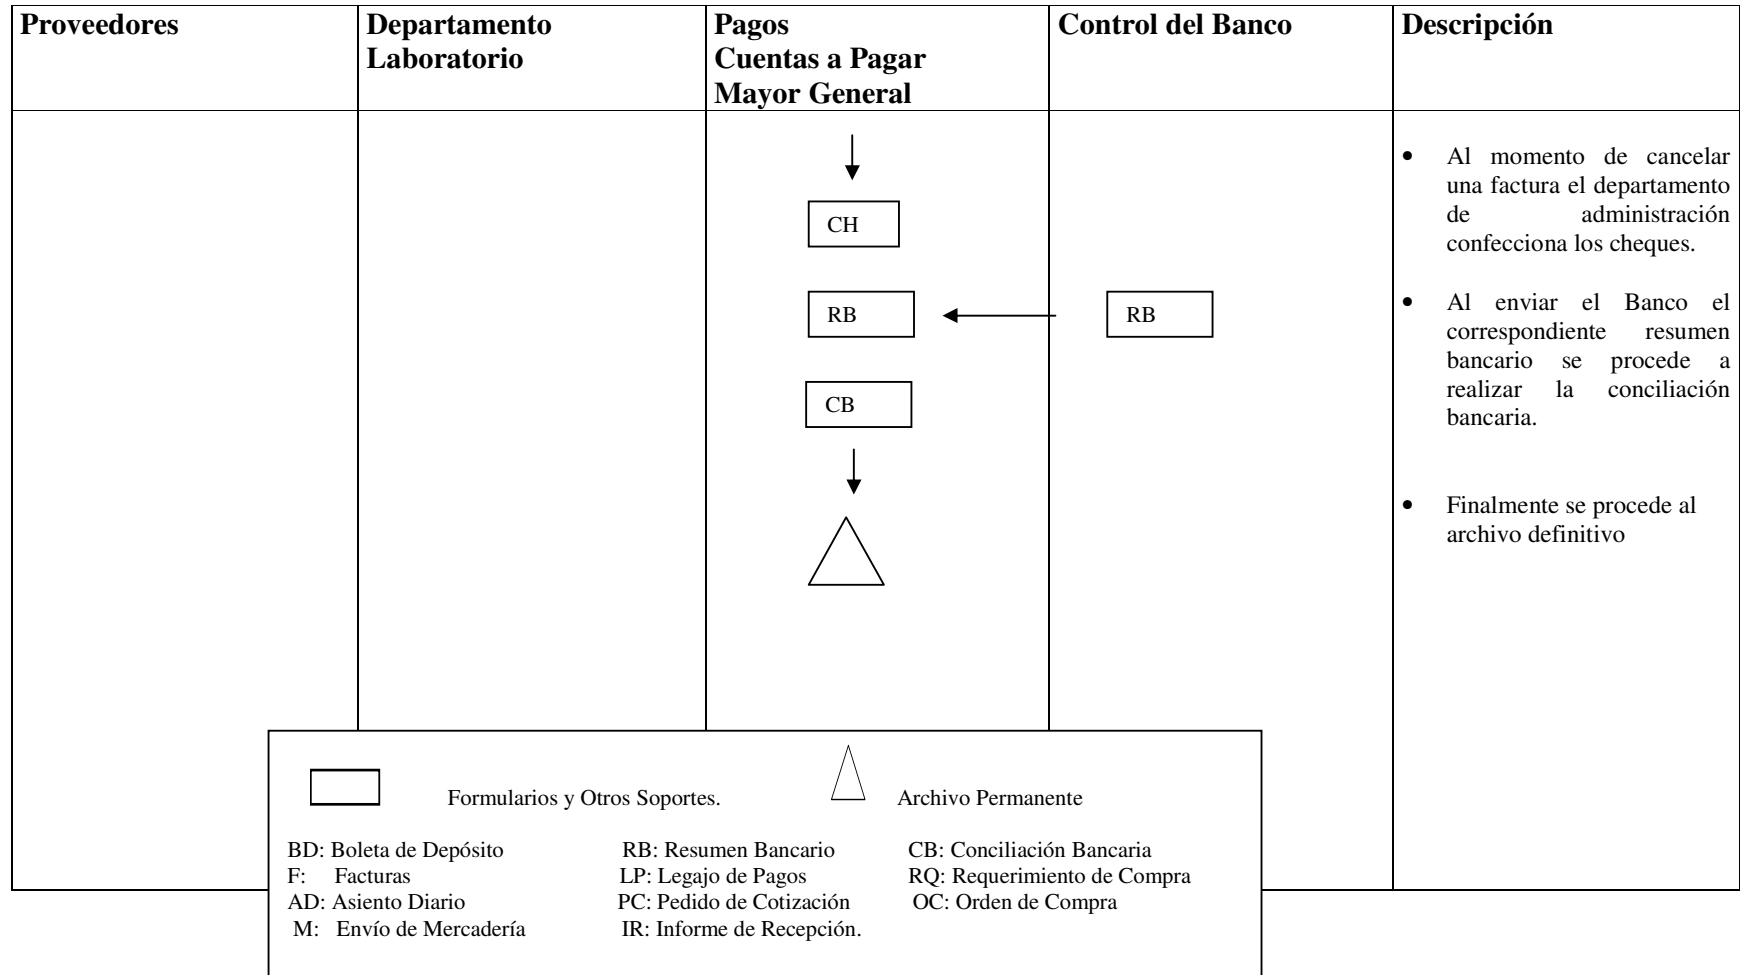 Proveedores
Departamento
Laboratorio
Pagos
Cuentas a Pagar
Mayor General
Control del Banco
Descripción
CH
RB
RB
CB
• Al momento de cancelar
una factura el departamento
de administración
confecciona los cheques.
• Al enviar el Banco el
correspondiente resumen
bancario se procede a
realizar la conciliación
bancaria.
• Finalmente se procede al
archivo definitivo
Formularios y Otros Soportes. Archivo Permanente
BD: Boleta de Depósito RB: Resumen Bancario CB: Conciliación Bancaria
F: Facturas LP: Legajo de Pagos RQ: Requerimiento de Compra
AD: Asiento Diario PC: Pedido de Cotización OC: Orden de Compra
M: Envío de Mercadería IR: Informe de Recepción.